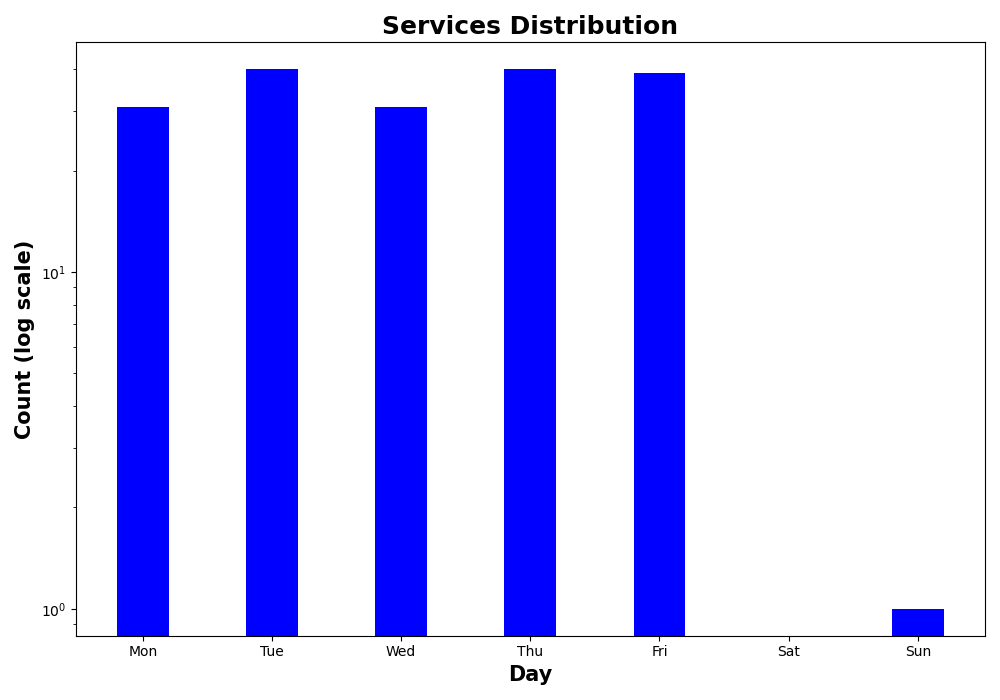 Services Distribution
Count (log scale)
10¹
10⁰
Mon Tue Wed Thu Fri Sat Sun
Day